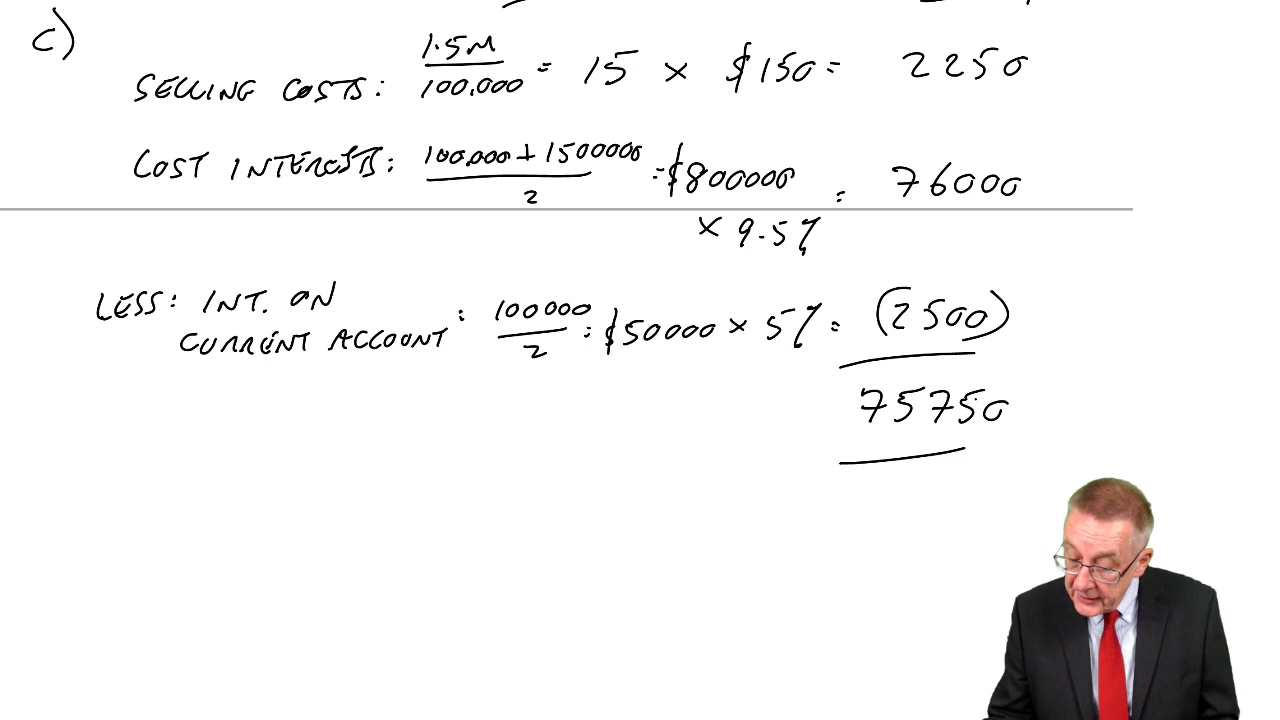 c)
SELLING COSTS: 1.5M / 100,000 = 15 × $150 = 2250
COST INTERESTS: 100,000 + 1500000 / 2 = $800000 × 9.5% = 76000
LESS: INT. ON CURRENT ACCOUNT : 100000 / 2 = $50000 × 5% = (2500)
75750